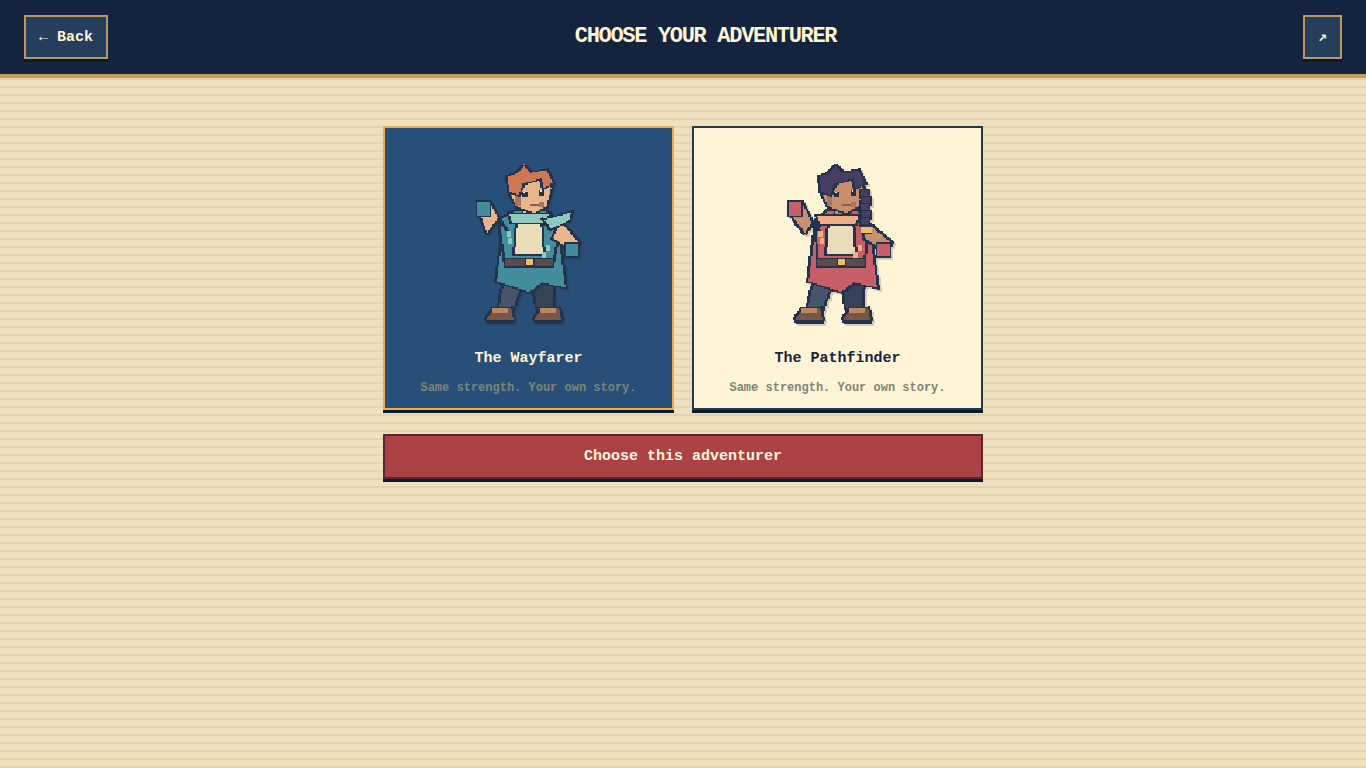 ← Back
CHOOSE YOUR ADVENTURER
↗
The Wayfarer
Same strength. Your own story.
The Pathfinder
Same strength. Your own story.
Choose this adventurer